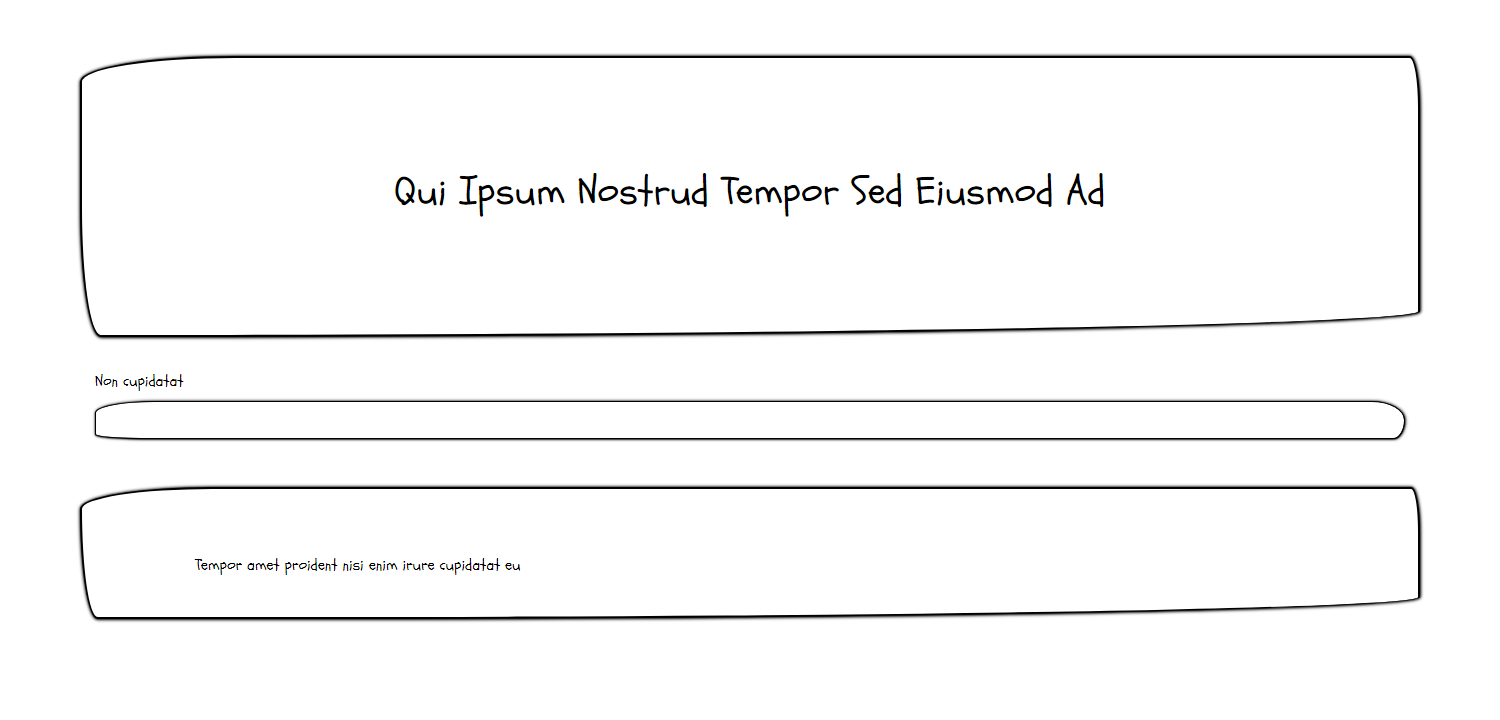 Qui Ipsum Nostrud Tempor Sed Eiusmod Ad
Non cupidatat
Tempor amet proident nisi enim irure cupidatat eu